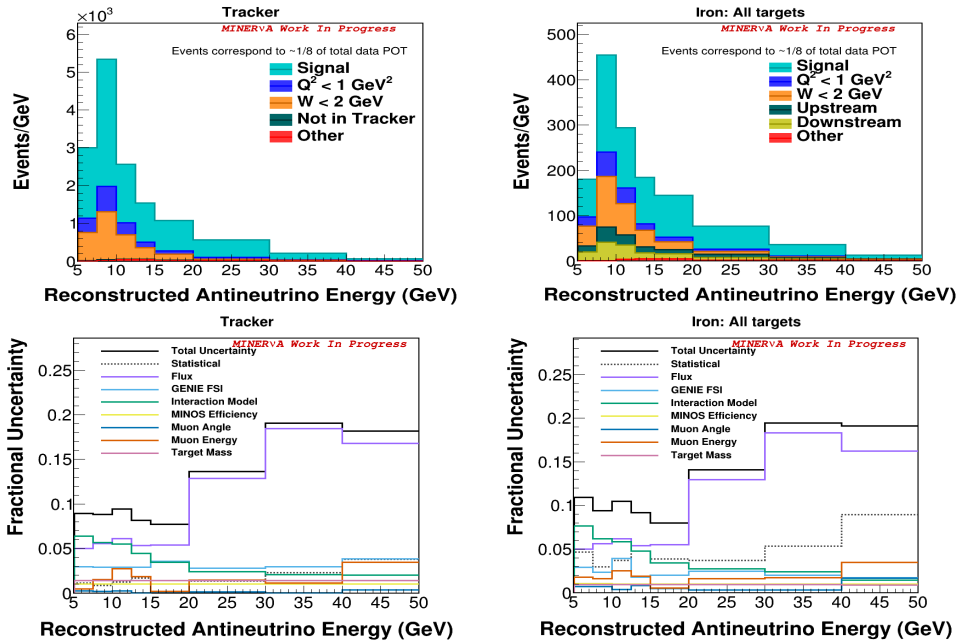 Tracker
×10³
MINERνA Work In Progress
Events correspond to ~1/8 of total data POT
Signal
Q² < 1 GeV²
W < 2 GeV
Not in Tracker
Other
Events/GeV
6
5
4
3
2
1
0
5 10 15 20 25 30 35 40 45 50
Reconstructed Antineutrino Energy (GeV)
Iron: All targets
MINERνA Work In Progress
Events correspond to ~1/8 of total data POT
Signal
Q² < 1 GeV²
W < 2 GeV
Upstream
Downstream
Other
Events/GeV
500
400
300
200
100
0
5 10 15 20 25 30 35 40 45 50
Reconstructed Antineutrino Energy (GeV)
Tracker
MINERνA Work In Progress
Total Uncertainty
Statistical
Flux
GENIE FSI
Interaction Model
MINOS Efficiency
Muon Angle
Muon Energy
Target Mass
Fractional Uncertainty
0.25
0.2
0.15
0.1
0.05
0
5 10 15 20 25 30 35 40 45 50
Reconstructed Antineutrino Energy (GeV)
Iron: All targets
MINERνA Work In Progress
Total Uncertainty
Statistical
Flux
GENIE FSI
Interaction Model
MINOS Efficiency
Muon Angle
Muon Energy
Target Mass
Fractional Uncertainty
0.25
0.2
0.15
0.1
0.05
0
5 10 15 20 25 30 35 40 45 50
Reconstructed Antineutrino Energy (GeV)